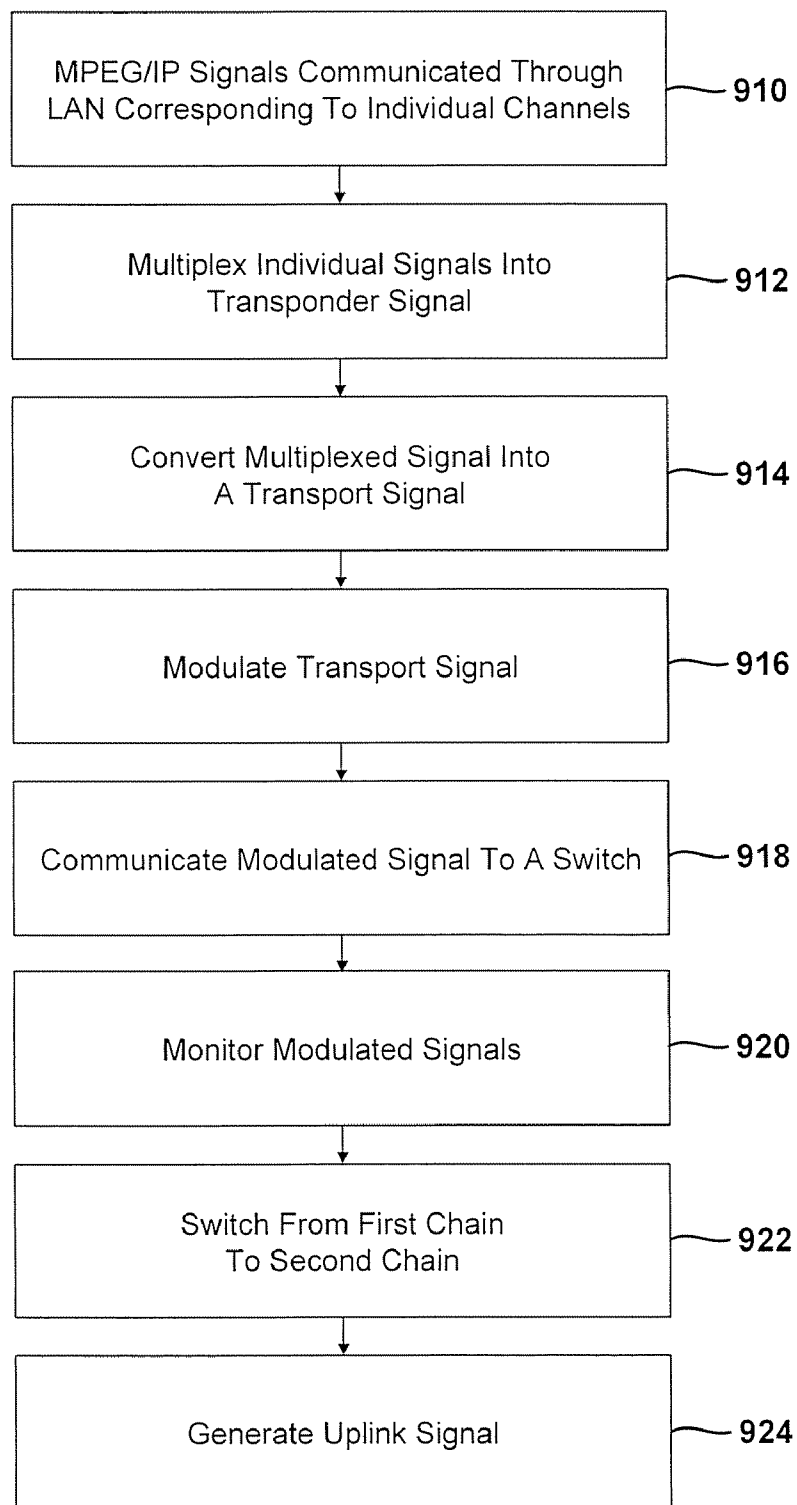 MPEG/IP Signals Communicated Through
LAN Corresponding To Individual Channels
910
Multiplex Individual Signals Into
Transponder Signal
912
Convert Multiplexed Signal Into
A Transport Signal
914
Modulate Transport Signal
916
Communicate Modulated Signal To A Switch
918
Monitor Modulated Signals
920
Switch From First Chain
To Second Chain
922
Generate Uplink Signal
924